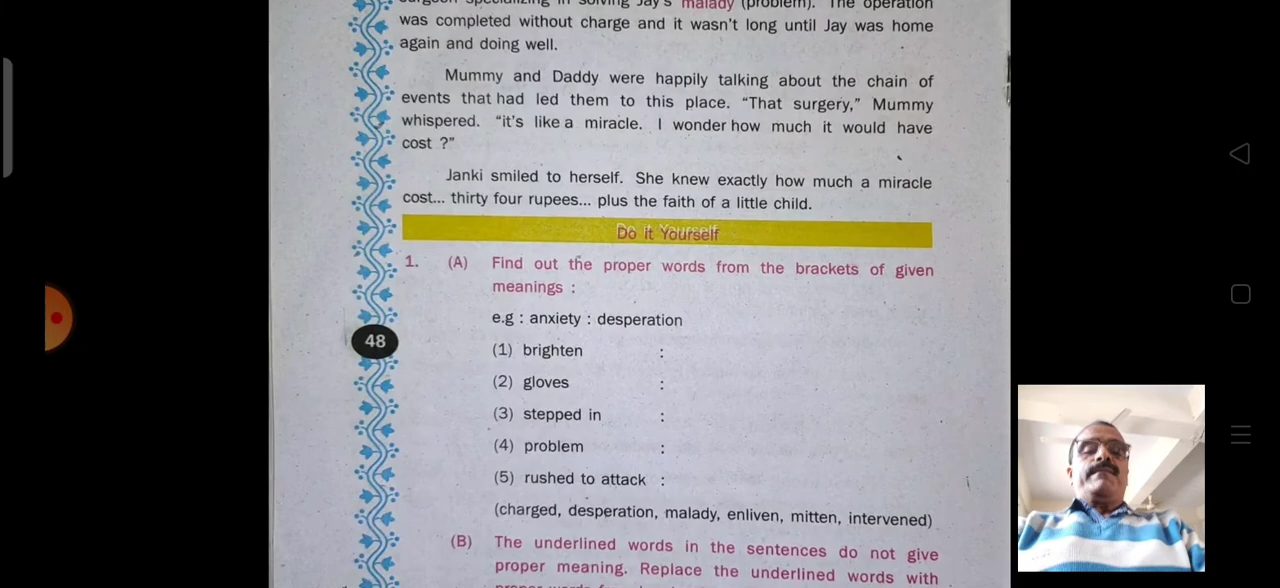 surgeon specializing in solving Jay's malady (problem). The operation
was completed without charge and it wasn't long until Jay was home
again and doing well.
Mummy and Daddy were happily talking about the chain of
events that had led them to this place. “That surgery,” Mummy
whispered. “it's like a miracle. I wonder how much it would have
cost ?”
Janki smiled to herself. She knew exactly how much a miracle
cost... thirty four rupees... plus the faith of a little child.
Do it Yourself
1. (A) Find out the proper words from the brackets of given
meanings :
e.g : anxiety : desperation
48
(1) brighten :
(2) gloves :
(3) stepped in :
(4) problem :
(5) rushed to attack :
(charged, desperation, malady, enliven, mitten, intervened)
(B) The underlined words in the sentences do not give
proper meaning. Replace the underlined words with